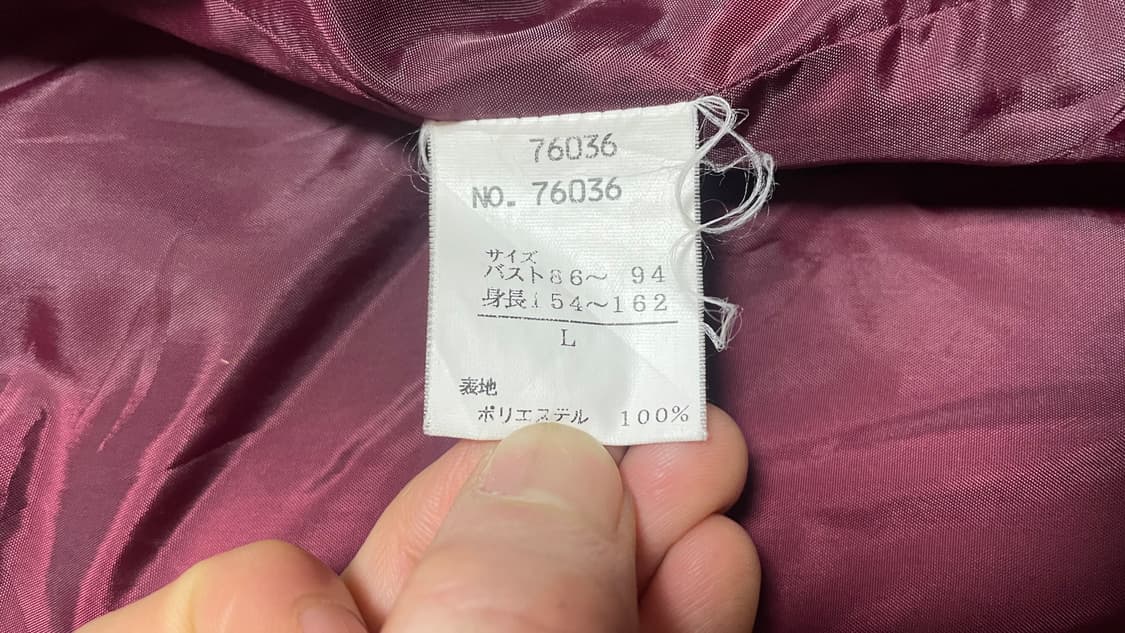 76036
NO. 76036
サイズ
バスト86～ 94
身長154～162
L
表地
ポリエステル 100%